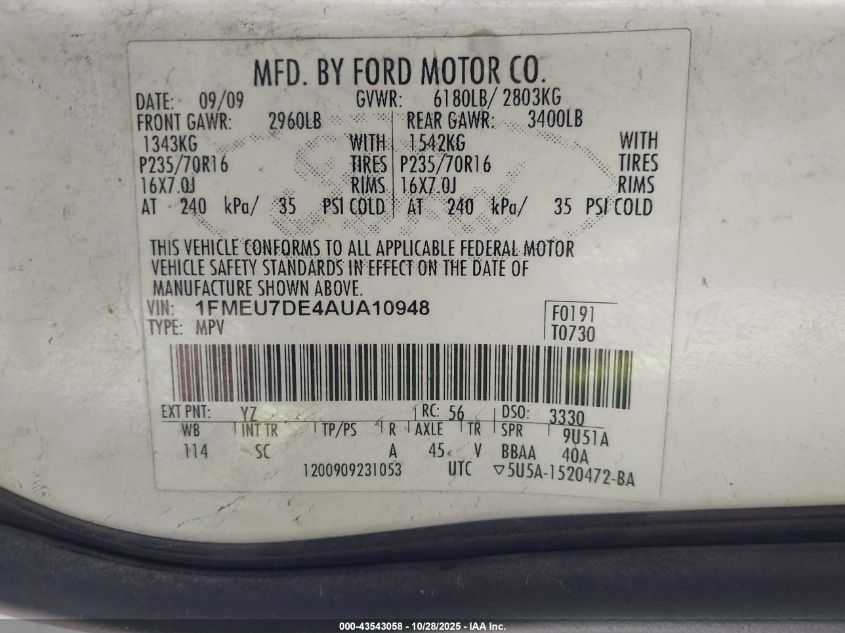 MFD. BY FORD MOTOR CO.
DATE: 09/09 GVWR: 6180LB/ 2803KG
FRONT GAWR: 2960LB REAR GAWR: 3400LB
1343KG WITH 1542KG WITH
P235/70R16 TIRES P235/70R16 TIRES
16X7.0J RIMS 16X7.0J RIMS
AT 240 kPa/ 35 PSI COLD AT 240 kPa/ 35 PSI COLD
THIS VEHICLE CONFORMS TO ALL APPLICABLE FEDERAL MOTOR
VEHICLE SAFETY STANDARDS IN EFFECT ON THE DATE OF
MANUFACTURE SHOWN ABOVE.
VIN: 1FMEU7DE4AUA10948 F0191
TYPE: MPV T0730
EXT PNT: YZ RC: 56 DSO: 3330
WB INT TR TP/PS R AXLE TR SPR 9U51A
114 SC A 45 V BBAA 40A
1200909231053 UTC ▽5U5A-1520472-BA
000-43543058 - 10/28/2025 - IAA Inc.